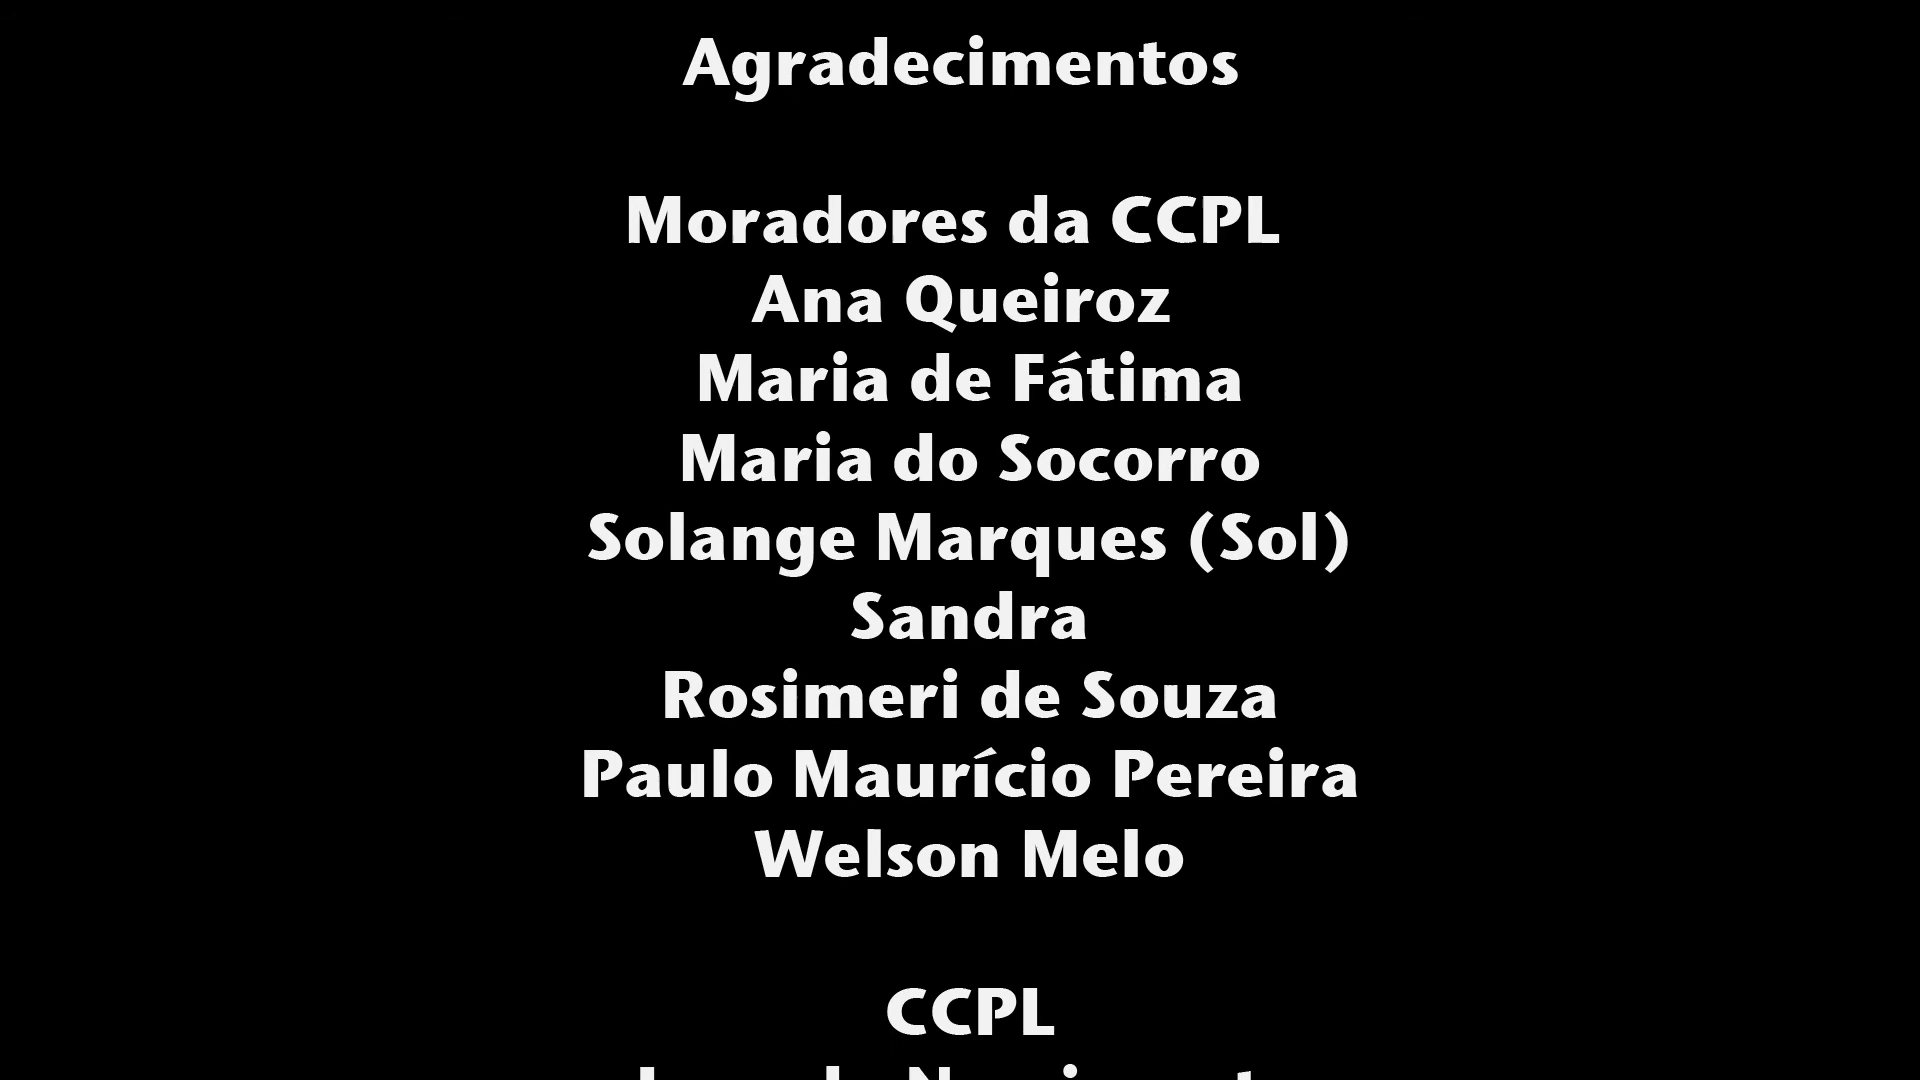 Agradecimentos
Moradores da CCPL
Ana Queiroz
Maria de Fátima
Maria do Socorro
Solange Marques (Sol)
Sandra
Rosimeri de Souza
Paulo Maurício Pereira
Welson Melo
CCPL